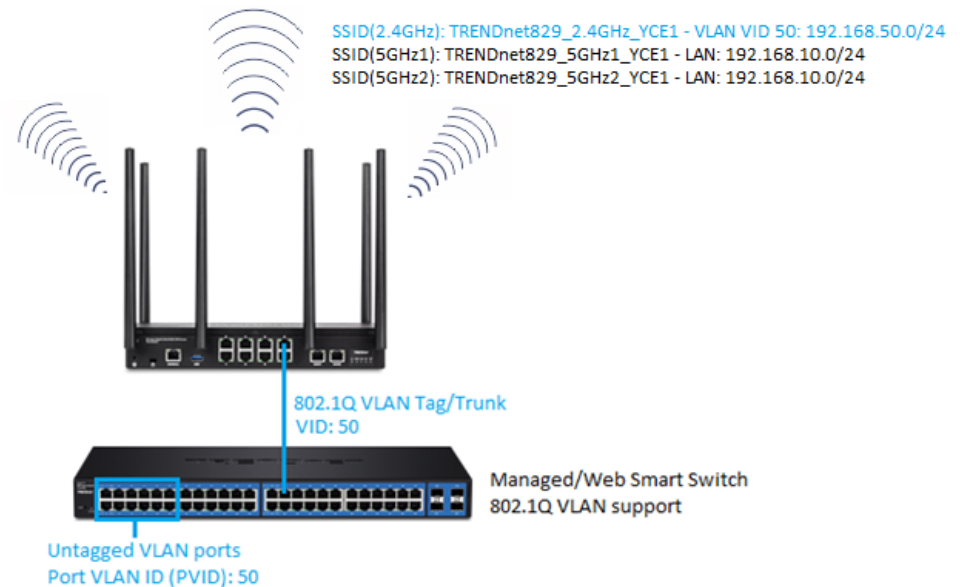 SSID(2.4GHz): TRENDnet829_2.4GHz_YCE1 - VLAN VID 50: 192.168.50.0/24
SSID(5GHz1): TRENDnet829_5GHz1_YCE1 - LAN: 192.168.10.0/24
SSID(5GHz2): TRENDnet829_5GHz2_YCE1 - LAN: 192.168.10.0/24
802.1Q VLAN Tag/Trunk
VID: 50
Managed/Web Smart Switch
802.1Q VLAN support
Untagged VLAN ports
Port VLAN ID (PVID): 50